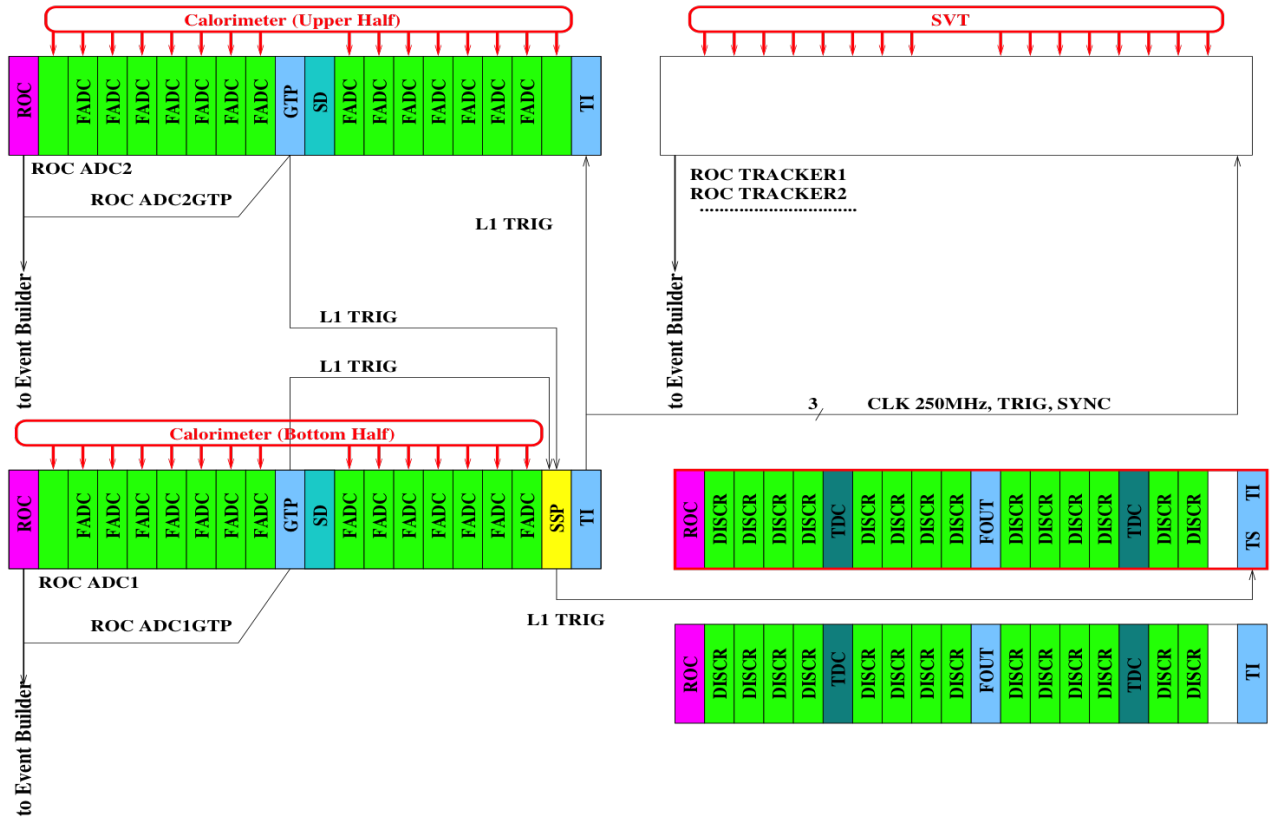 Calorimeter (Upper Half)
SVT
ROC FADC FADC FADC FADC FADC FADC FADC GTP SD FADC FADC FADC FADC FADC FADC FADC TI
ROC ADC2
ROC ADC2GTP
to Event Builder
ROC TRACKER1
ROC TRACKER2
to Event Builder
L1 TRIG
L1 TRIG
L1 TRIG
3 CLK 250MHz, TRIG, SYNC
Calorimeter (Bottom Half)
ROC FADC FADC FADC FADC FADC FADC FADC GTP SD FADC FADC FADC FADC FADC FADC FADC SSP TI
ROC DISCR DISCR DISCR DISCR TDC DISCR DISCR DISCR DISCR FOUT DISCR DISCR DISCR DISCR TDC DISCR DISCR TS TI
ROC ADC1
ROC ADC1GTP
L1 TRIG
to Event Builder
ROC DISCR DISCR DISCR DISCR TDC DISCR DISCR DISCR DISCR FOUT DISCR DISCR DISCR DISCR TDC DISCR DISCR TI